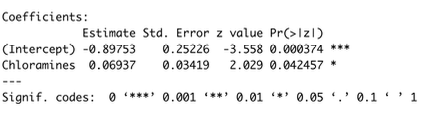 Coefficients:
            Estimate Std. Error z value Pr(>|z|)
(Intercept) -0.89753    0.25226  -3.558 0.000374 ***
Chloramines  0.06937    0.03419   2.029 0.042457 *
---
Signif. codes:  0 ‘***’ 0.001 ‘**’ 0.01 ‘*’ 0.05 ‘.’ 0.1 ‘ ’ 1